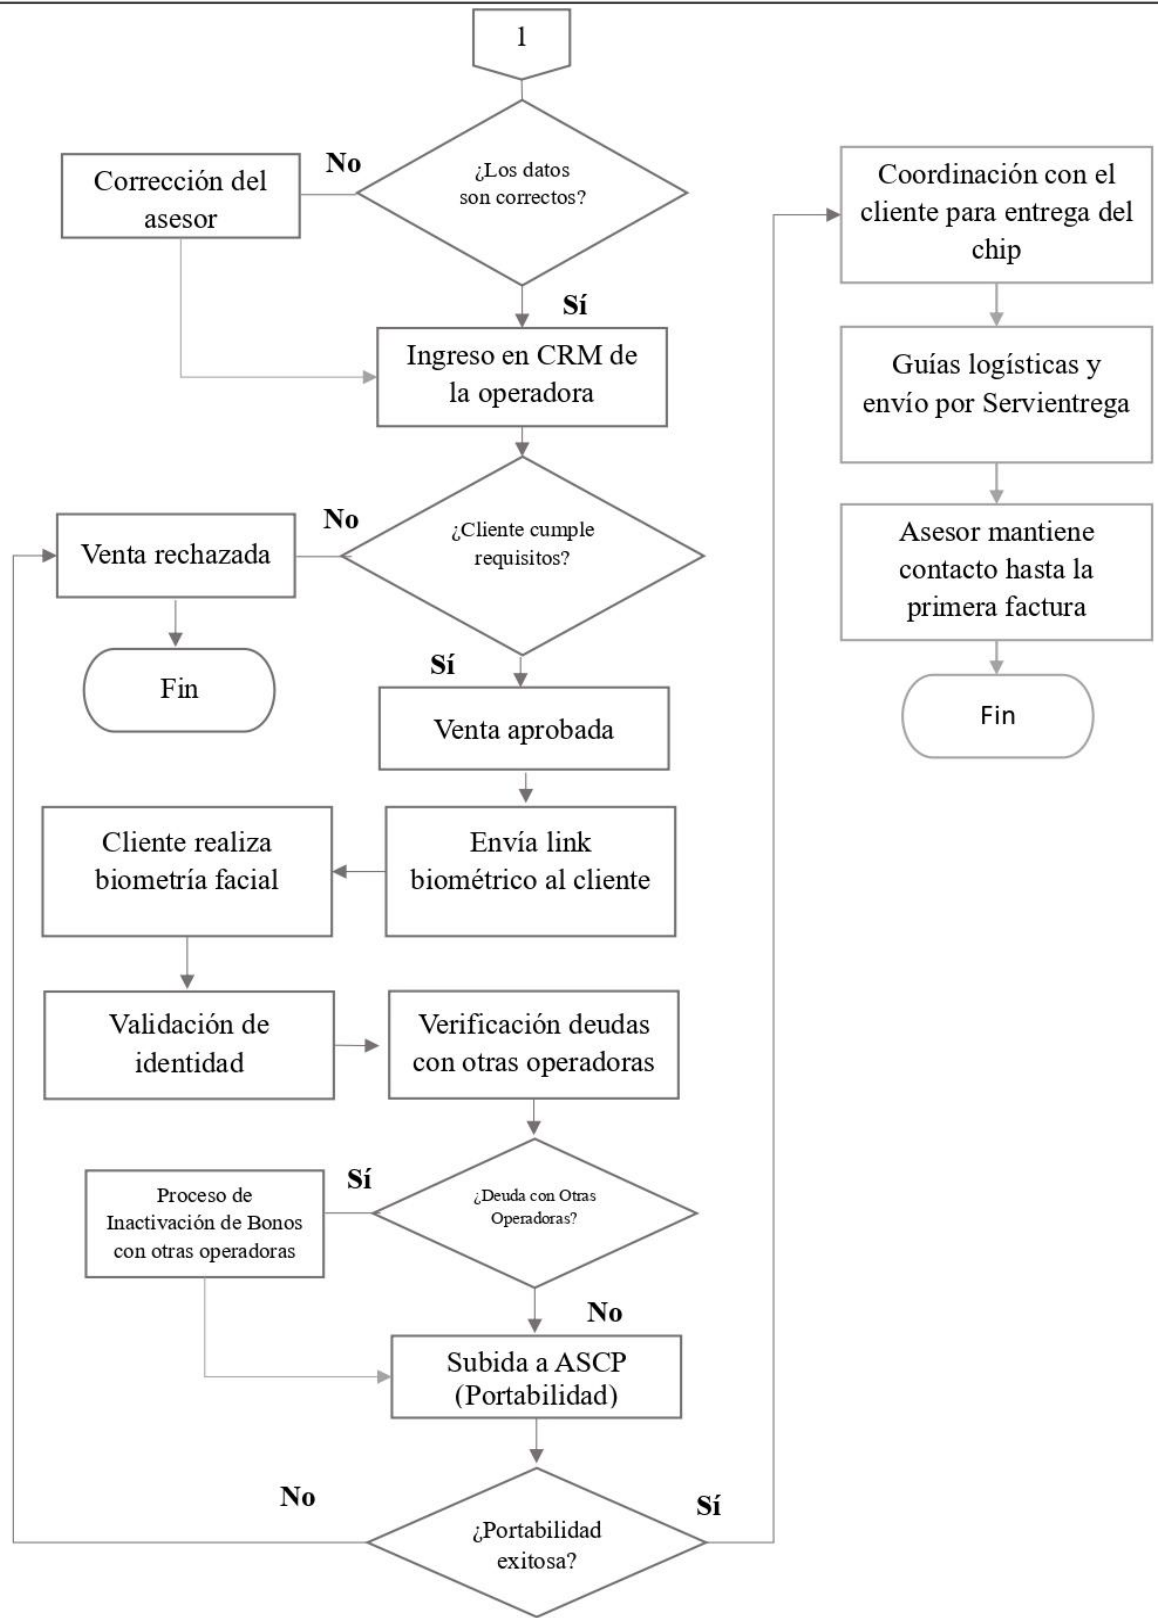 1
¿Los datos
son correctos?
No
Corrección del
asesor
Sí
Ingreso en CRM de
la operadora
¿Cliente cumple
requisitos?
No
Venta rechazada
Fin
Sí
Venta aprobada
Envía link
biométrico al cliente
Cliente realiza
biometría facial
Validación de
identidad
Verificación deudas
con otras operadoras
¿Deuda con Otras
Operadoras?
Sí
Proceso de
Inactivación de Bonos
con otras operadoras
No
Subida a ASCP
(Portabilidad)
¿Portabilidad
exitosa?
No
Sí
Coordinación con el
cliente para entrega del
chip
Guías logísticas y
envío por Servientrega
Asesor mantiene
contacto hasta la
primera factura
Fin